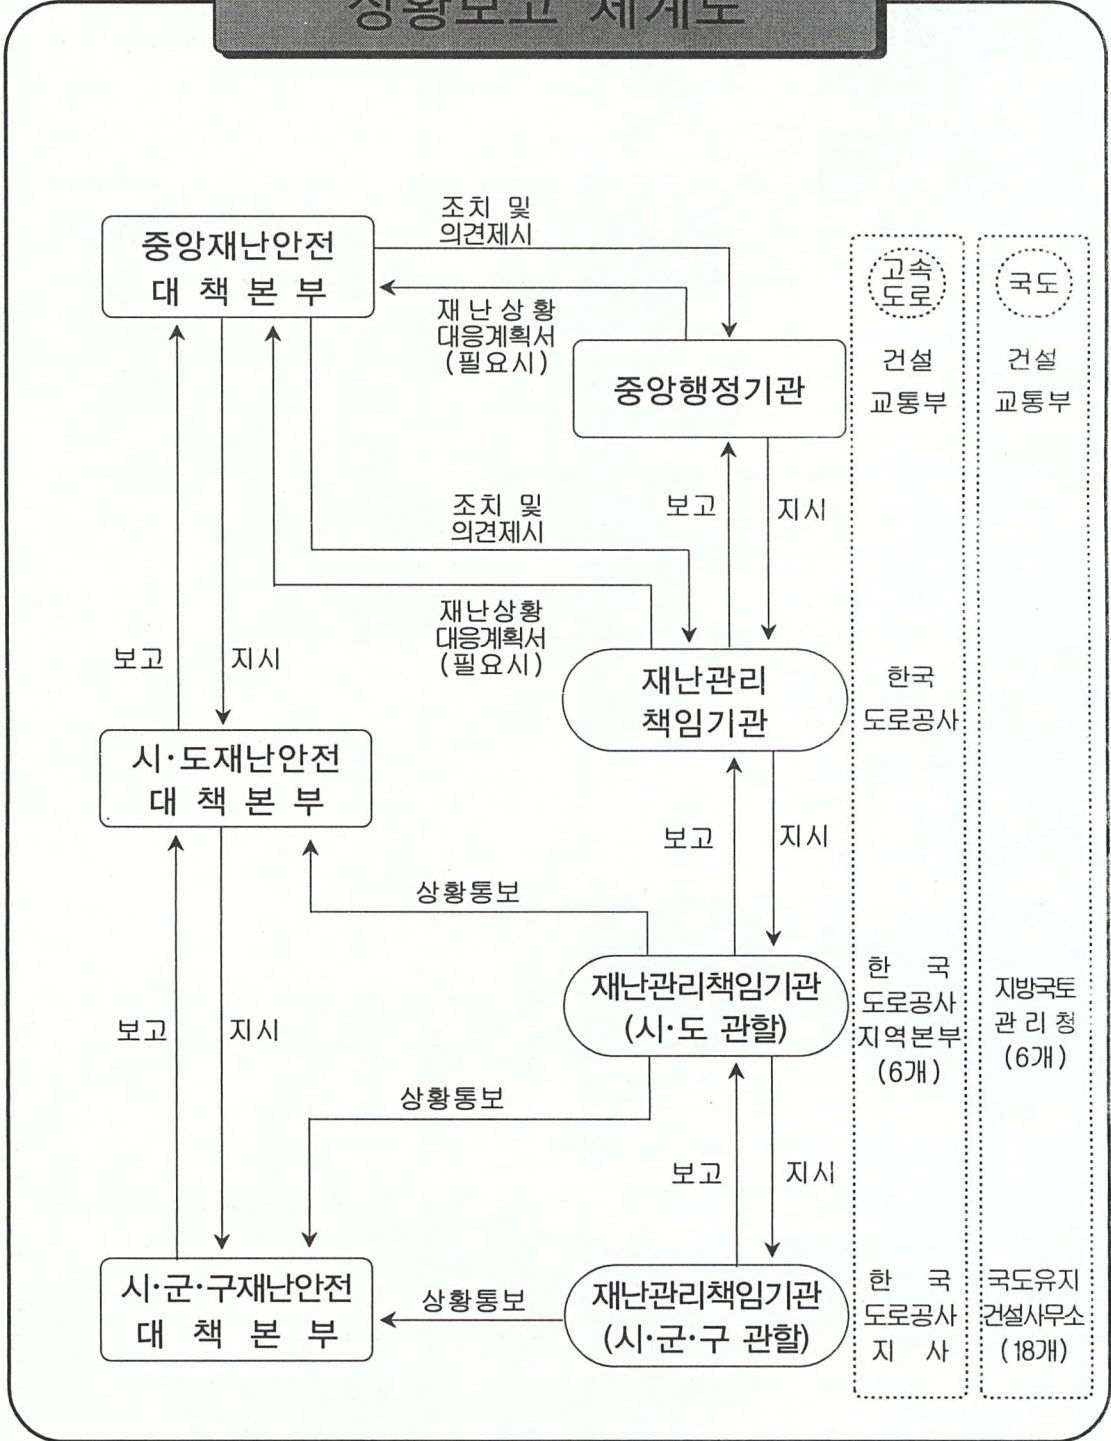 상황보고 체계도
조치 및
의견제시
중앙재난안전
대 책 본 부
재 난 상 황
대응계획서
(필요시)
중앙행정기관
고속
도로
건설
교통부
국도
건설
교통부
보고
지시
조치 및
의견제시
재난상황
대응계획서
(필요시)
보고
지시
재난관리
책임기관
한국
도로공사
시·도재난안전
대 책 본 부
보고
지시
상황통보
재난관리책임기관
(시·도 관할)
한 국
도로공사
지역본부
(6개)
지방국토
관 리 청
(6개)
보고
지시
상황통보
보고
지시
시·군·구재난안전
대 책 본 부
상황통보
재난관리책임기관
(시·군·구 관할)
한 국
도로공사
지 사
국도유지
건설사무소
(18개)